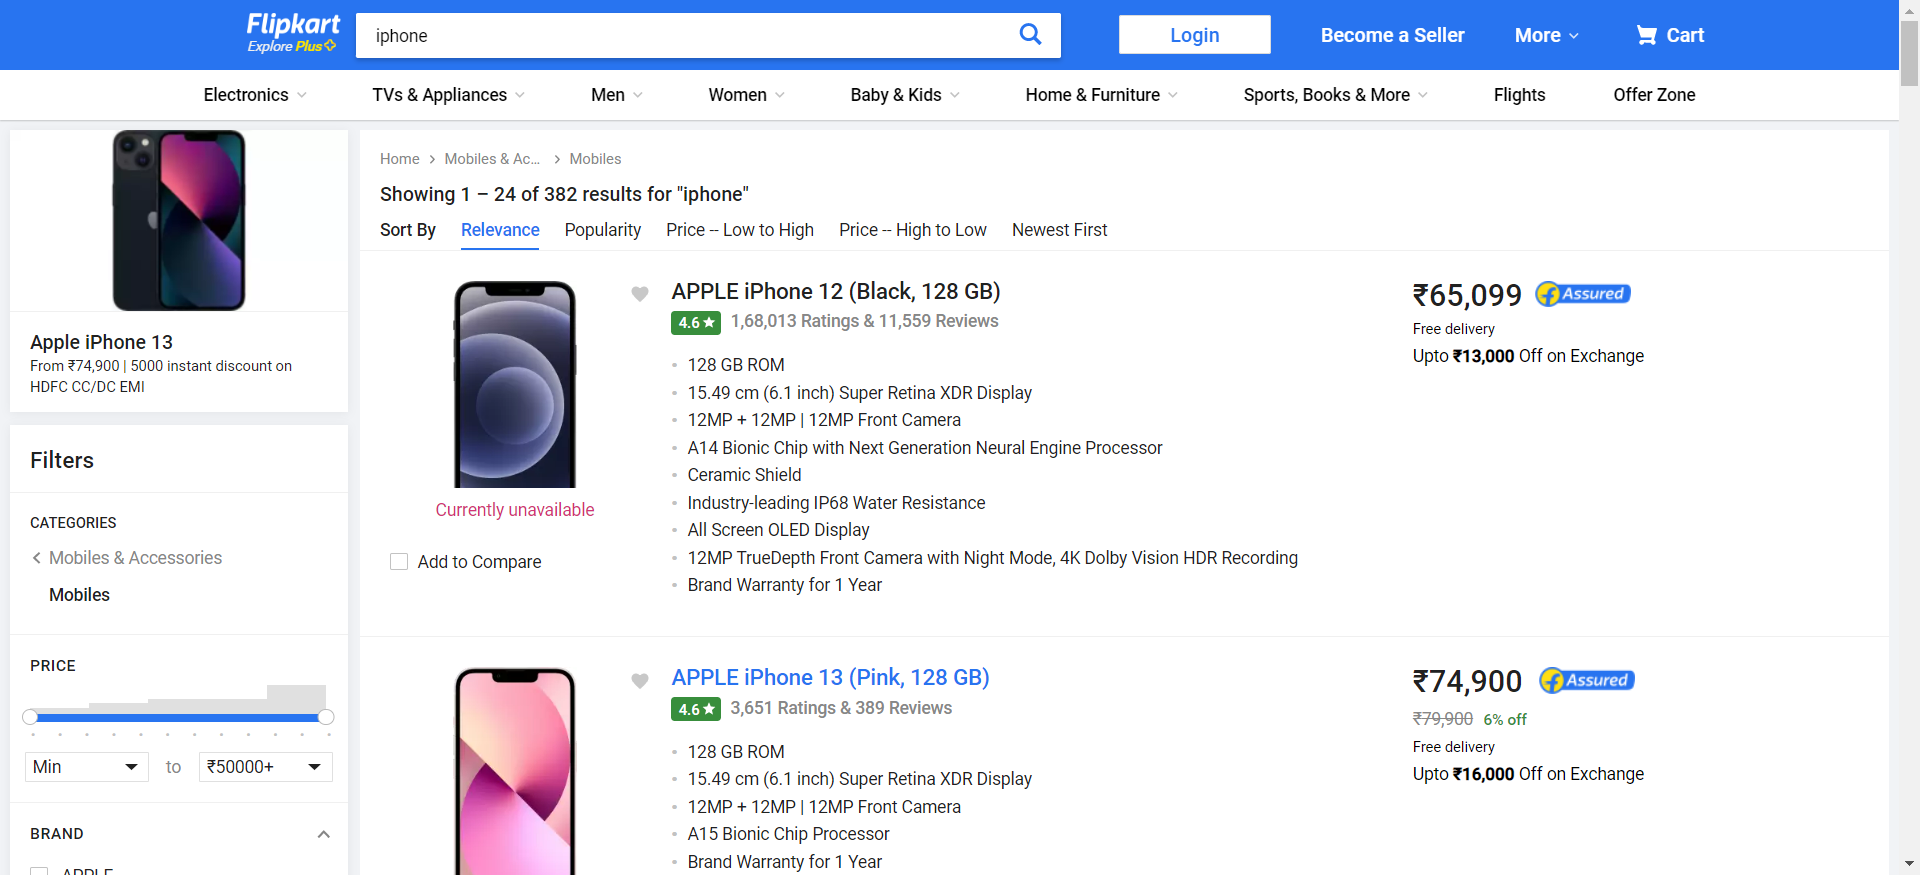 Flipkart
Explore Plus
iphone
Login
Become a Seller
More
Cart
Electronics
TVs & Appliances
Men
Women
Baby & Kids
Home & Furniture
Sports, Books & More
Flights
Offer Zone
Apple iPhone 13
From ₹74,900 | 5000 instant discount on
HDFC CC/DC EMI
Filters
CATEGORIES
Mobiles & Accessories
Mobiles
PRICE
Min
to
₹50000+
BRAND
APPLE
Home
Mobiles & Ac...
Mobiles
Showing 1 – 24 of 382 results for "iphone"
Sort By
Relevance
Popularity
Price -- Low to High
Price -- High to Low
Newest First
Currently unavailable
Add to Compare
APPLE iPhone 12 (Black, 128 GB)
4.6 ★ 1,68,013 Ratings & 11,559 Reviews
128 GB ROM
15.49 cm (6.1 inch) Super Retina XDR Display
12MP + 12MP | 12MP Front Camera
A14 Bionic Chip with Next Generation Neural Engine Processor
Ceramic Shield
Industry-leading IP68 Water Resistance
All Screen OLED Display
12MP TrueDepth Front Camera with Night Mode, 4K Dolby Vision HDR Recording
Brand Warranty for 1 Year
₹65,099
f Assured
Free delivery
Upto ₹13,000 Off on Exchange
APPLE iPhone 13 (Pink, 128 GB)
4.6 ★ 3,651 Ratings & 389 Reviews
128 GB ROM
15.49 cm (6.1 inch) Super Retina XDR Display
12MP + 12MP | 12MP Front Camera
A15 Bionic Chip Processor
Brand Warranty for 1 Year
₹74,900
f Assured
₹79,900 6% off
Free delivery
Upto ₹16,000 Off on Exchange